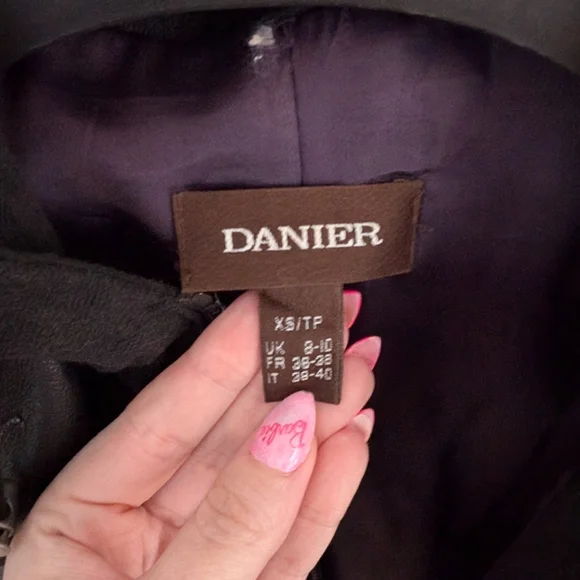 DANIER
XS/TP
UK 8-10
FR 36-38
IT 38-40
Barbie